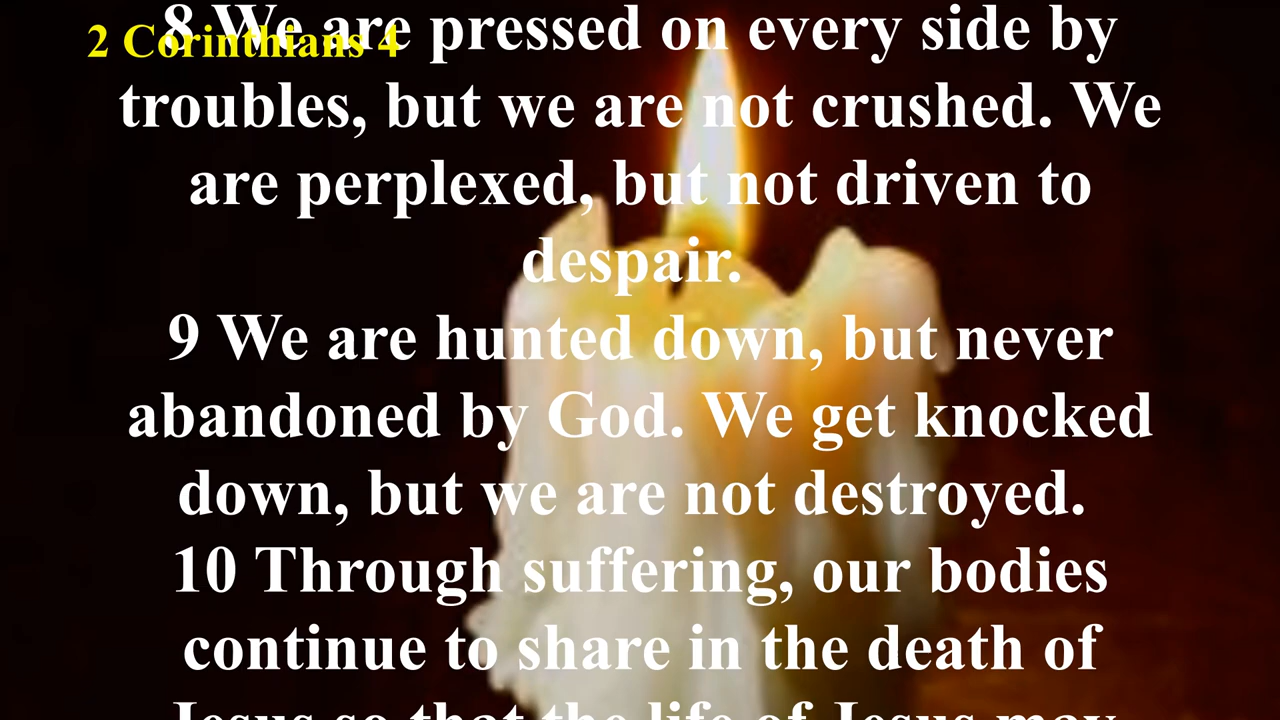 2 Corinthians 4
8 We are pressed on every side by
troubles, but we are not crushed. We
are perplexed, but not driven to
despair.
9 We are hunted down, but never
abandoned by God. We get knocked
down, but we are not destroyed.
10 Through suffering, our bodies
continue to share in the death of
Jesus so that the life of Jesus may